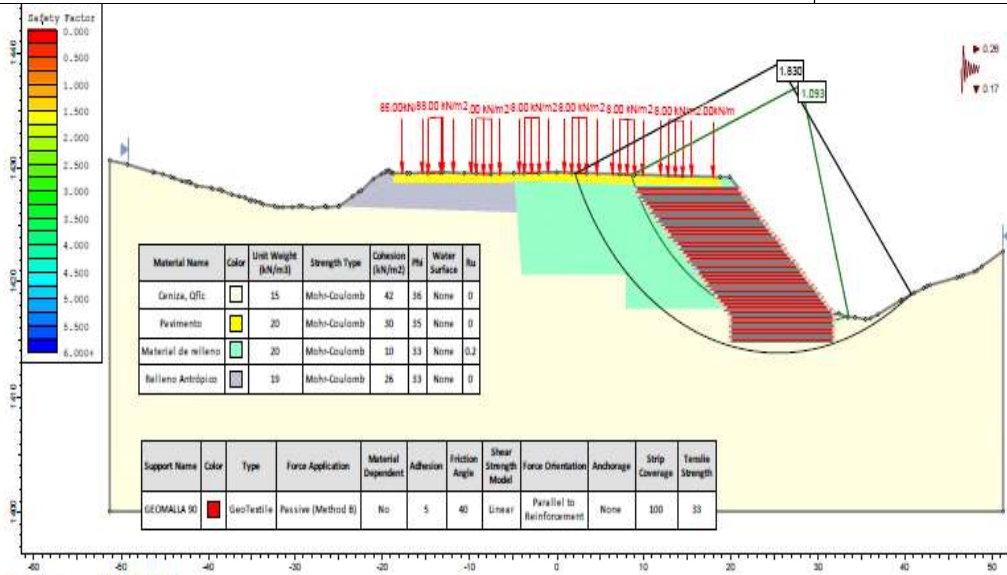 Safety Factor
0.000
0.500
1.000
1.500
2.000
2.500
3.000
3.500
4.000
4.500
5.000
5.500
6.000+
1.830
1.093
0.26
0.17
Material Name Color Unit Weight (kN/m3) Strength Type Cohesion (kN/m2) Phi Water Surface Ru
Ceniza, Qflc 15 Mohr-Coulomb 42 36 None 0
Pavimento 20 Mohr-Coulomb 30 35 None 0
Material de relleno 20 Mohr-Coulomb 10 33 None 0.2
Relleno Antrópico 19 Mohr-Coulomb 26 33 None 0
Support Name Color Type Force Application Material Dependent Adhesion Friction Angle Shear Strength Model Force Orientation Anchorage Strip Coverage Tensile Strength
GEOMALLA 90 GeoTextile Passive (Method B) No 5 40 Linear Parallel to Reinforcement None 100 33
1440
1430
1420
1410
1400
-60 -50 -40 -30 -20 -10 0 10 20 30 40 50